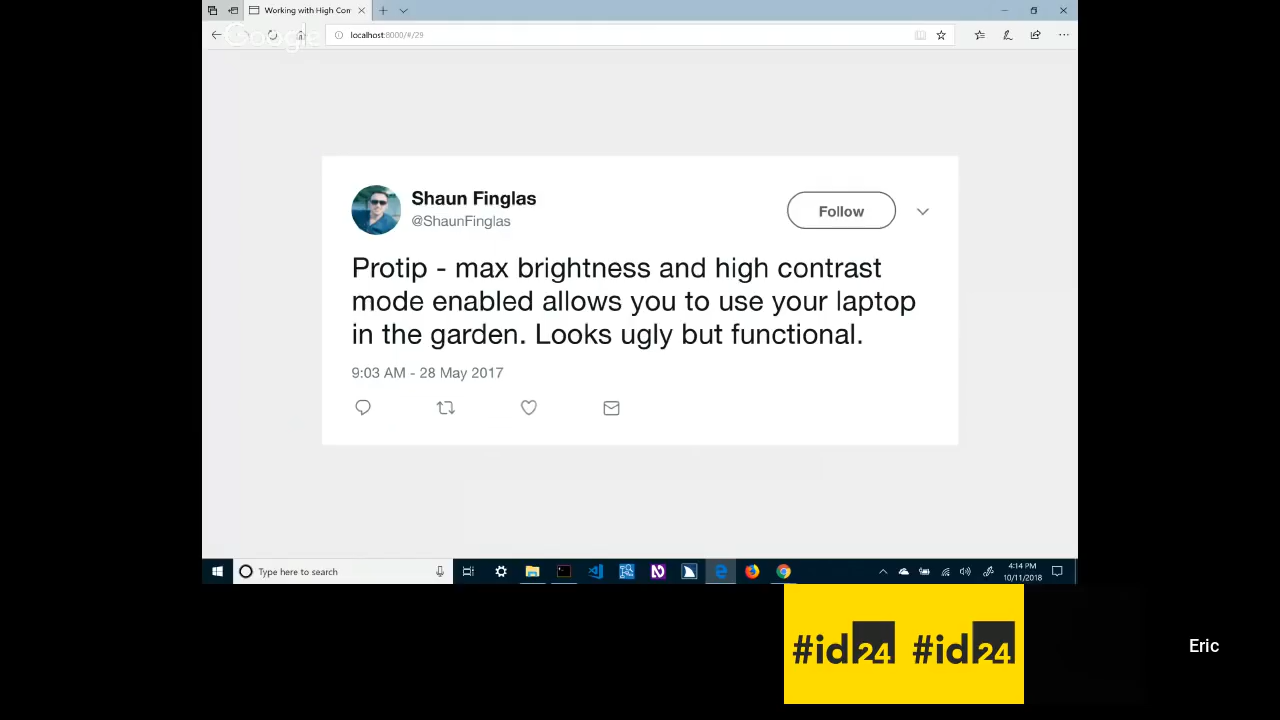 Working with High Con
Google
localhost:8000/#/29
Shaun Finglas
@ShaunFinglas
Follow
Protip - max brightness and high contrast
mode enabled allows you to use your laptop
in the garden. Looks ugly but functional.
9:03 AM - 28 May 2017
Type here to search
4:14 PM
10/11/2018
#id24 #id24
Eric